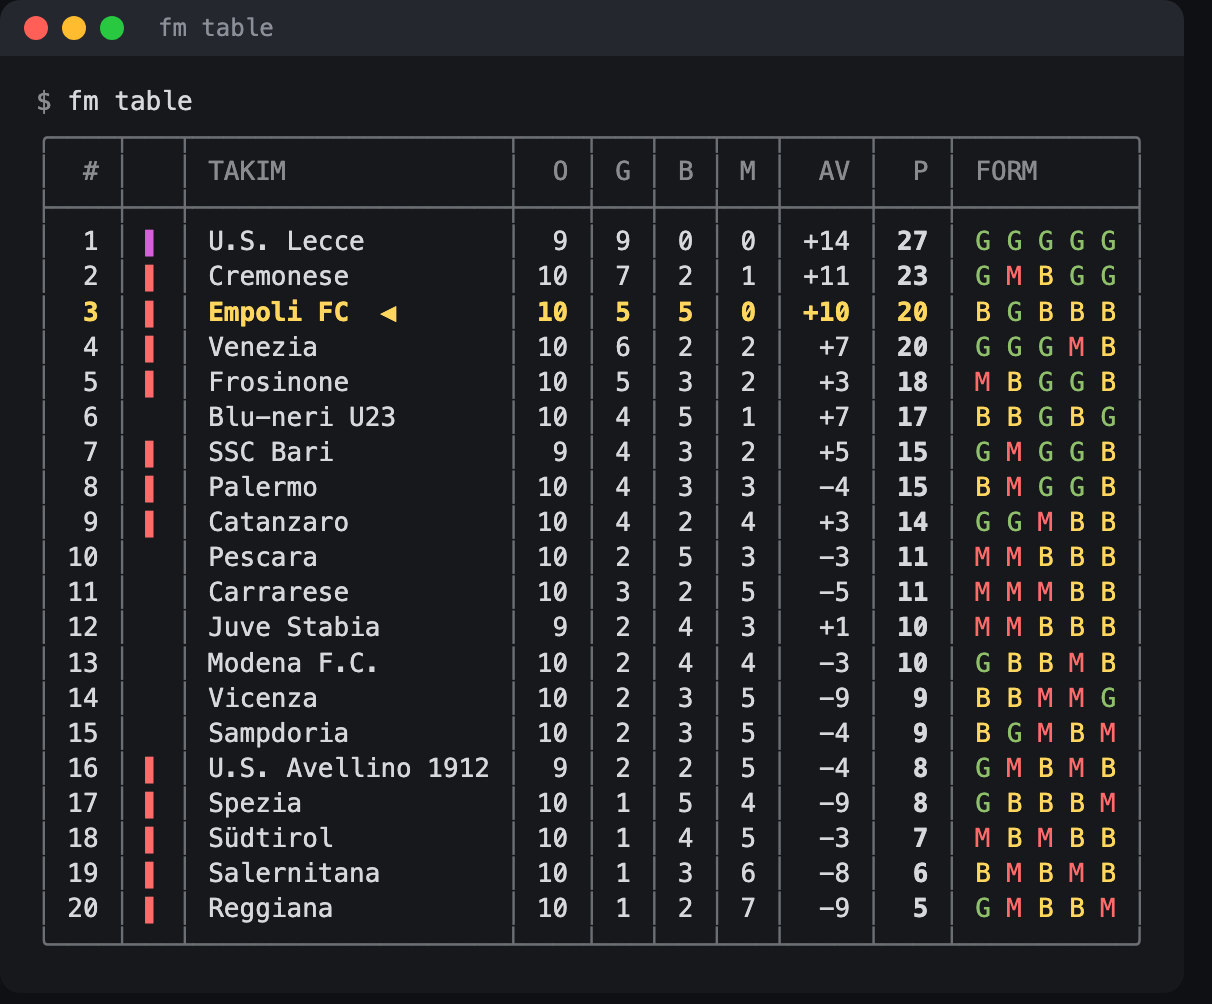 fm table
$ fm table
# TAKIM O G B M AV P FORM
1 U.S. Lecce 9 9 0 0 +14 27 G G G G G
2 Cremonese 10 7 2 1 +11 23 G M B G G
3 Empoli FC ◀ 10 5 5 0 +10 20 B G B B B
4 Venezia 10 6 2 2 +7 20 G G G M B
5 Frosinone 10 5 3 2 +3 18 M B G G B
6 Blu-neri U23 10 4 5 1 +7 17 B B G B G
7 SSC Bari 9 4 3 2 +5 15 G M G G B
8 Palermo 10 4 3 3 -4 15 B M G G B
9 Catanzaro 10 4 2 4 +3 14 G G M B B
10 Pescara 10 2 5 3 -3 11 M M B B B
11 Carrarese 10 3 2 5 -5 11 M M M B B
12 Juve Stabia 9 2 4 3 +1 10 M M B B B
13 Modena F.C. 10 2 4 4 -3 10 G B B M B
14 Vicenza 10 2 3 5 -9 9 B B M M G
15 Sampdoria 10 2 3 5 -4 9 B G M B M
16 U.S. Avellino 1912 9 2 2 5 -4 8 G M B M B
17 Spezia 10 1 5 4 -9 8 G B B B M
18 Südtirol 10 1 4 5 -3 7 M B M B B
19 Salernitana 10 1 3 6 -8 6 B M B M B
20 Reggiana 10 1 2 7 -9 5 G M B B M